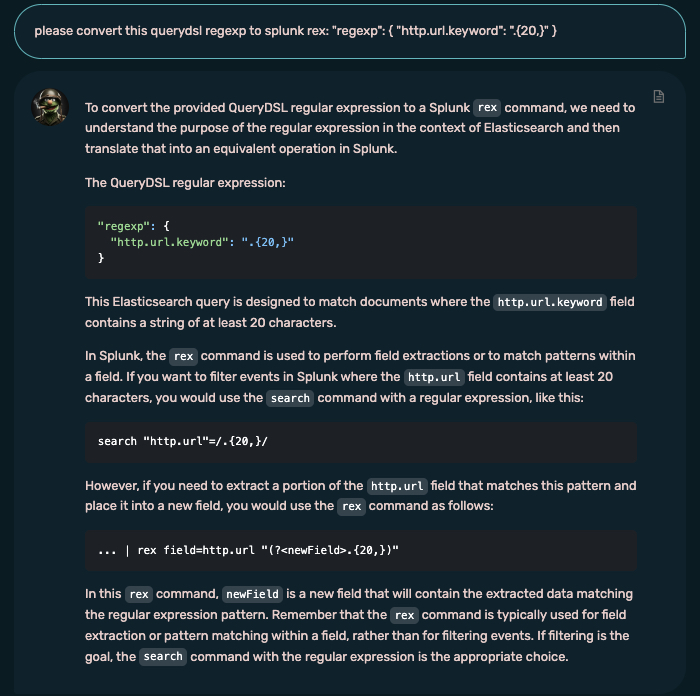 please convert this querydsl regexp to splunk rex: "regexp": { "http.url.keyword": ".{20,}" }
To convert the provided QueryDSL regular expression to a Splunk rex command, we need to
understand the purpose of the regular expression in the context of Elasticsearch and then
translate that into an equivalent operation in Splunk.
The QueryDSL regular expression:
"regexp": {
  "http.url.keyword": ".{20,}"
}
This Elasticsearch query is designed to match documents where the http.url.keyword field
contains a string of at least 20 characters.
In Splunk, the rex command is used to perform field extractions or to match patterns within
a field. If you want to filter events in Splunk where the http.url field contains at least 20
characters, you would use the search command with a regular expression, like this:
search "http.url"=/.{20,}/
However, if you need to extract a portion of the http.url field that matches this pattern and
place it into a new field, you would use the rex command as follows:
... | rex field=http.url "(?<newField>.{20,})"
In this rex command, newField is a new field that will contain the extracted data matching
the regular expression pattern. Remember that the rex command is typically used for field
extraction or pattern matching within a field, rather than for filtering events. If filtering is the
goal, the search command with the regular expression is the appropriate choice.